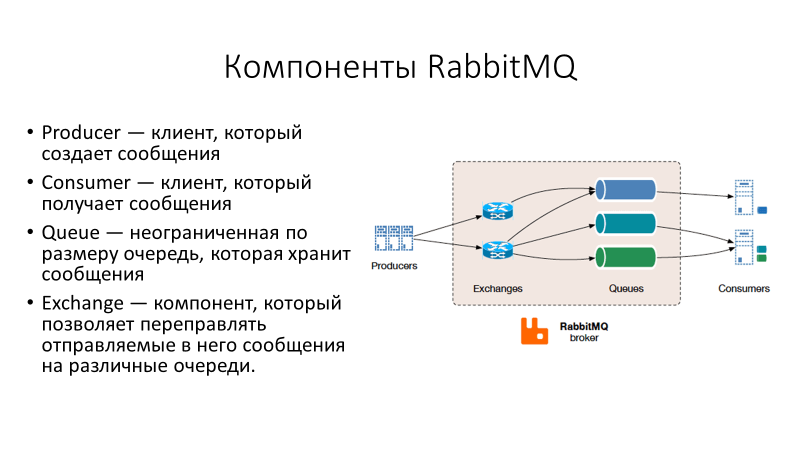 Компоненты RabbitMQ
• Producer — клиент, который
создает сообщения
• Consumer — клиент, который
получает сообщения
• Queue — неограниченная по
размеру очередь, которая хранит
сообщения
• Exchange — компонент, который
позволяет переправлять
отправляемые в него сообщения
на различные очереди.
Producers
Exchanges
Queues
Consumers
RabbitMQ
broker